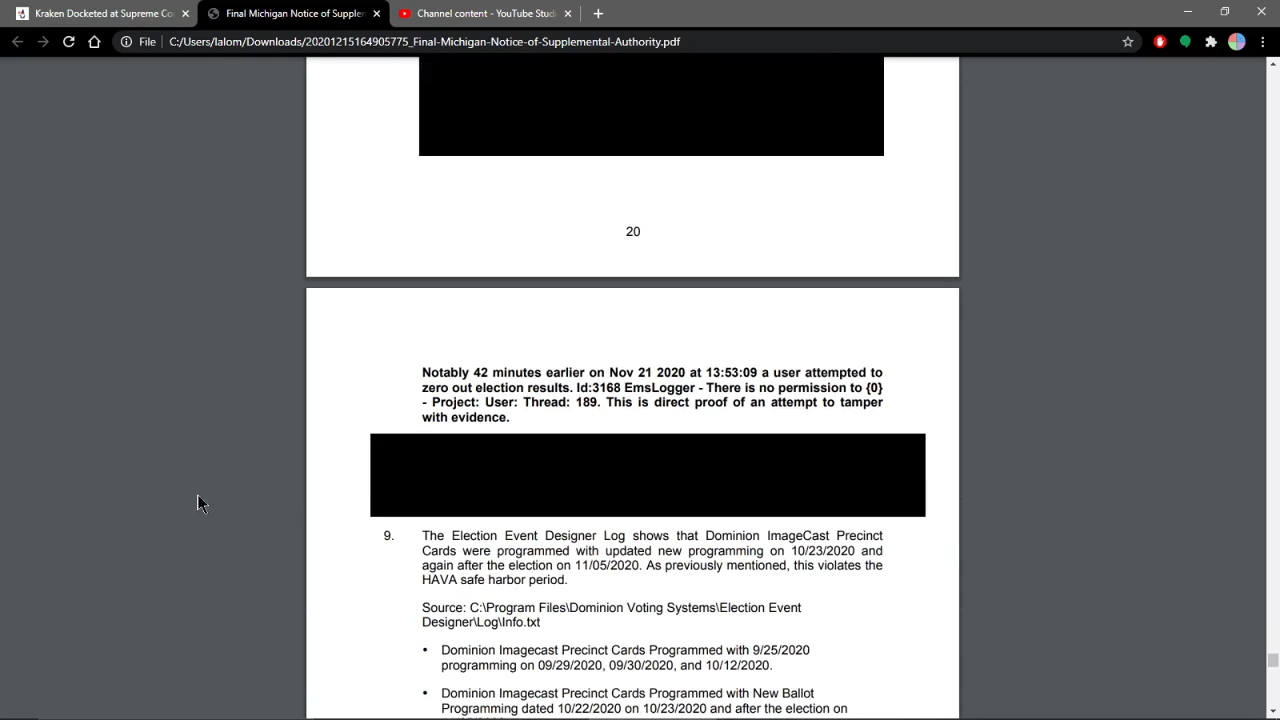 Kraken Docketed at Supreme Co
Final Michigan Notice of Supplem
Channel content - YouTube Studi
File
C:/Users/lalom/Downloads/20201215164905775_Final-Michigan-Notice-of-Supplemental-Authority.pdf
20
Notably 42 minutes earlier on Nov 21 2020 at 13:53:09 a user attempted to
zero out election results. Id:3168 EmsLogger - There is no permission to {0}
- Project: User: Thread: 189. This is direct proof of an attempt to tamper
with evidence.
9. The Election Event Designer Log shows that Dominion ImageCast Precinct
Cards were programmed with updated new programming on 10/23/2020 and
again after the election on 11/05/2020. As previously mentioned, this violates the
HAVA safe harbor period.
Source: C:\Program Files\Dominion Voting Systems\Election Event
Designer\Log\Info.txt
• Dominion Imagecast Precinct Cards Programmed with 9/25/2020
programming on 09/29/2020, 09/30/2020, and 10/12/2020.
• Dominion Imagecast Precinct Cards Programmed with New Ballot
Programming dated 10/22/2020 on 10/23/2020 and after the election on